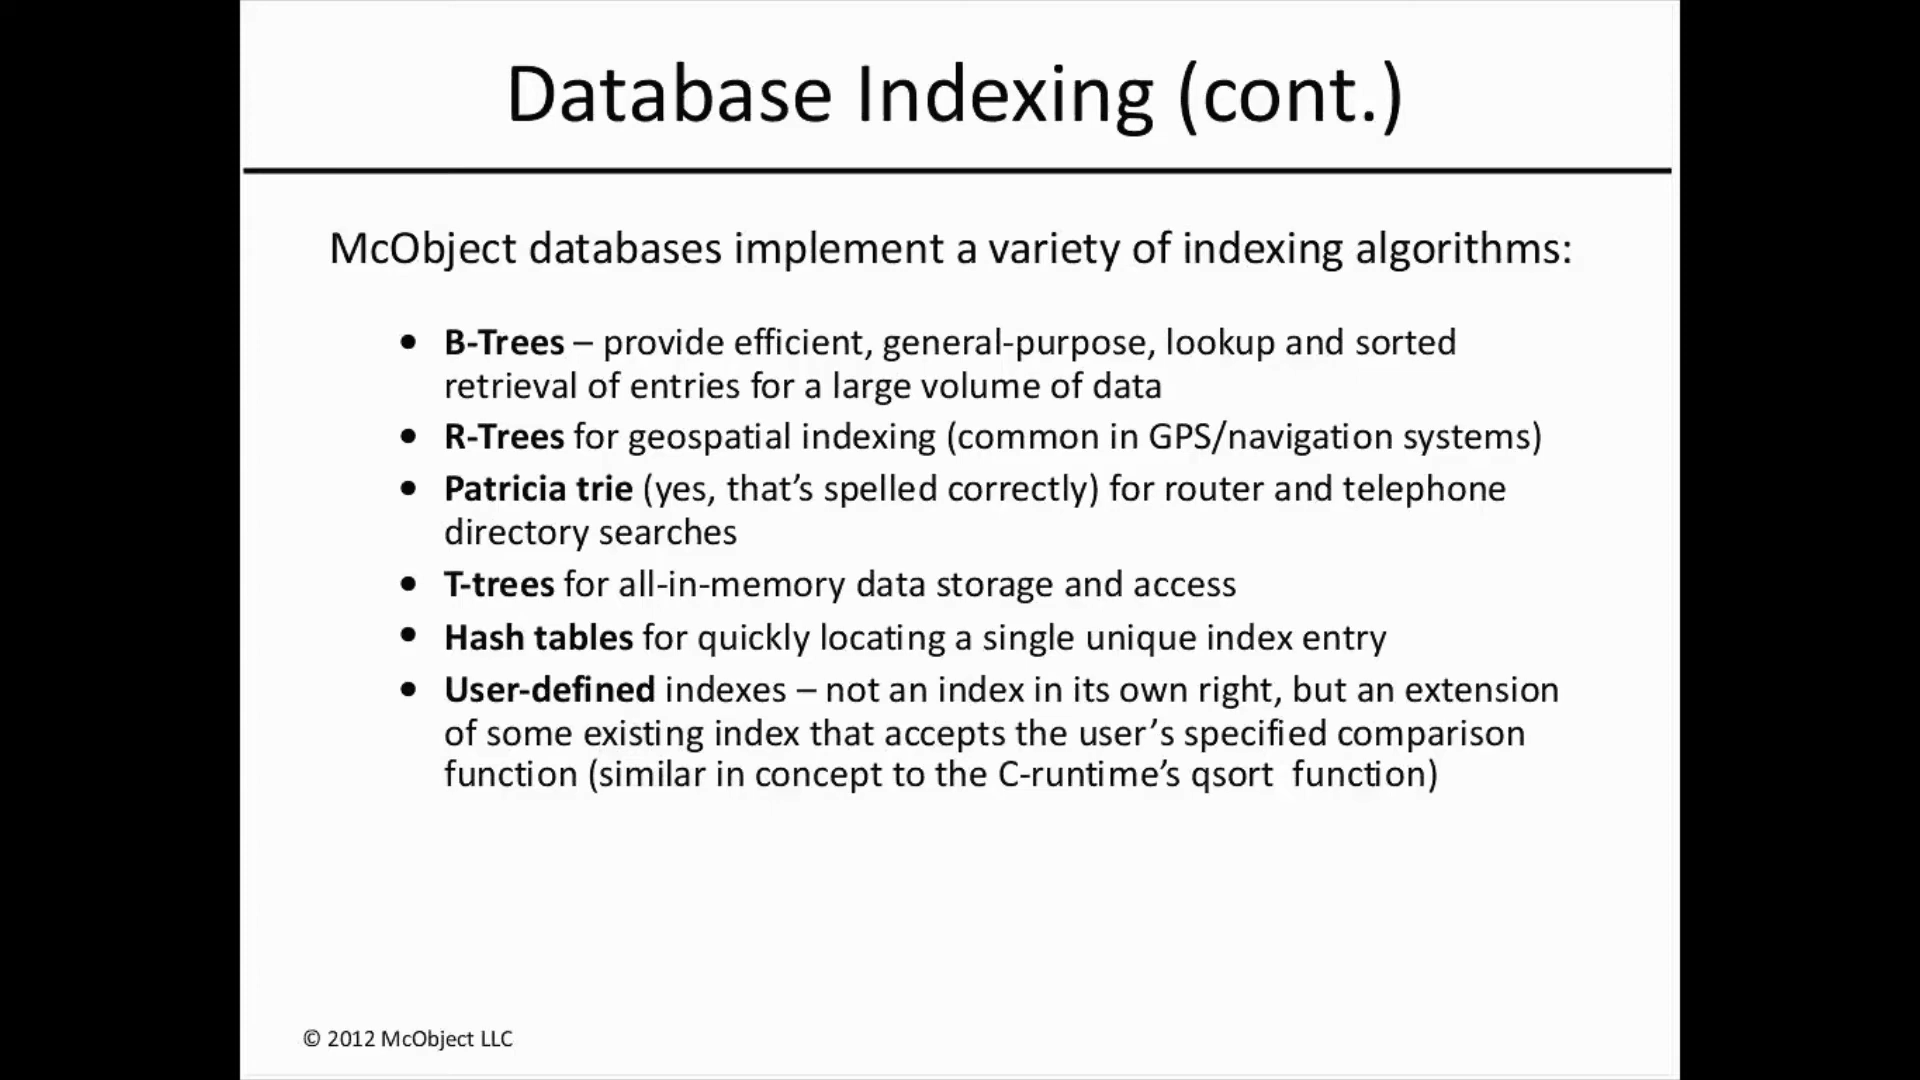 Database Indexing (cont.)
McObject databases implement a variety of indexing algorithms:
• B-Trees – provide efficient, general-purpose, lookup and sorted
retrieval of entries for a large volume of data
• R-Trees for geospatial indexing (common in GPS/navigation systems)
• Patricia trie (yes, that’s spelled correctly) for router and telephone
directory searches
• T-trees for all-in-memory data storage and access
• Hash tables for quickly locating a single unique index entry
• User-defined indexes – not an index in its own right, but an extension
of some existing index that accepts the user’s specified comparison
function (similar in concept to the C-runtime’s qsort  function)
© 2012 McObject LLC